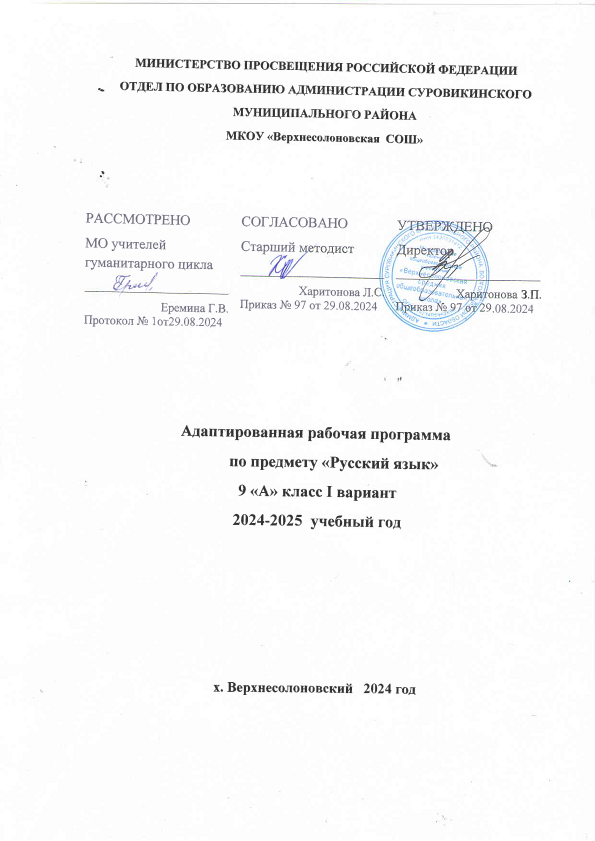 МИНИСТЕРСТВО ПРОСВЕЩЕНИЯ РОССИЙСКОЙ ФЕДЕРАЦИИ
ОТДЕЛ ПО ОБРАЗОВАНИЮ АДМИНИСТРАЦИИ СУРОВИКИНСКОГО
МУНИЦИПАЛЬНОГО РАЙОНА
МКОУ «Верхнесолоновская СОШ»
РАССМОТРЕНО
МО учителей
гуманитарного цикла
Еремина Г.В.
Протокол № 1от29.08.2024
СОГЛАСОВАНО
Старший методист
Харитонова Л.С
Приказ № 97 от 29.08.2024
УТВЕРЖДЕНО
Директор
Харитонова З.П.
Приказ № 97 от 29.08.2024
Адаптированная рабочая программа
по предмету «Русский язык»
9 «А» класс I вариант
2024-2025 учебный год
х. Верхнесолоновский 2024 год